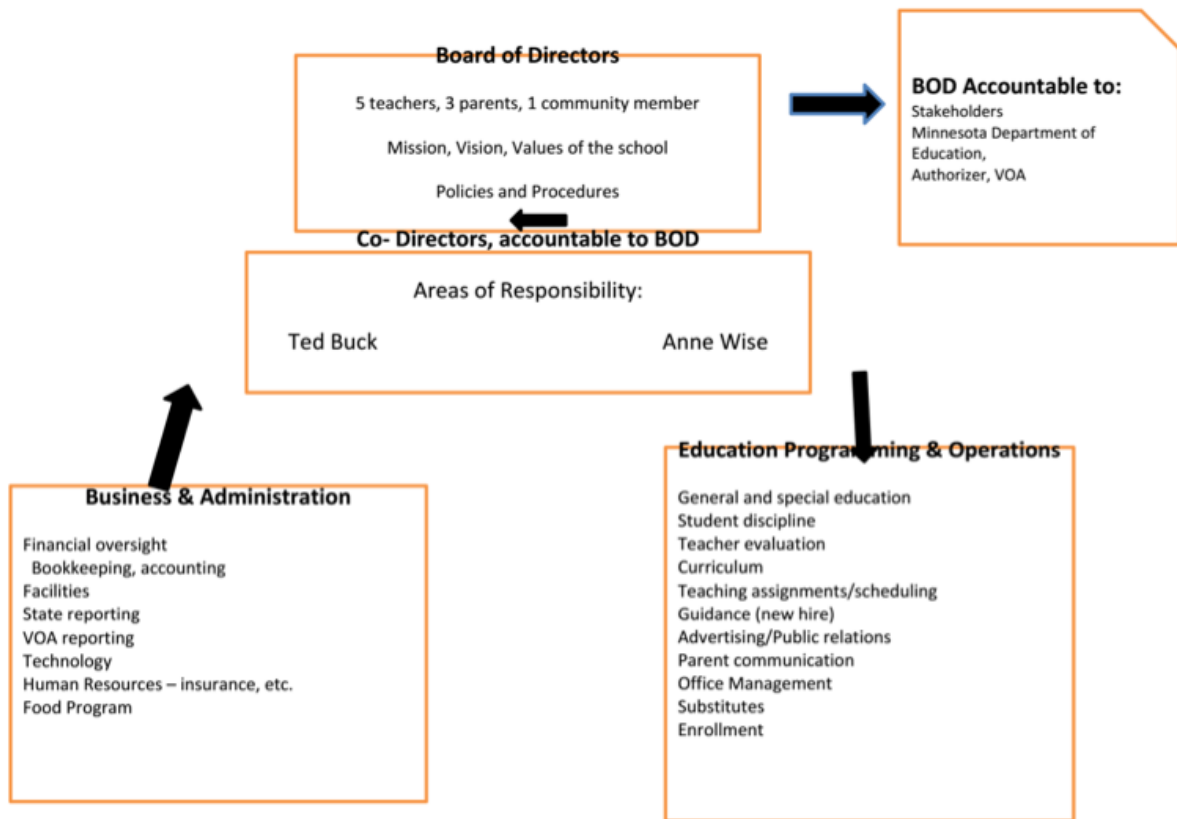 Board of Directors
5 teachers, 3 parents, 1 community member
Mission, Vision, Values of the school
Policies and Procedures
BOD Accountable to:
Stakeholders
Minnesota Department of
Education,
Authorizer, VOA
Co- Directors, accountable to BOD
Areas of Responsibility:
Ted Buck
Anne Wise
Business & Administration
Financial oversight
Bookkeeping, accounting
Facilities
State reporting
VOA reporting
Technology
Human Resources – insurance, etc.
Food Program
Education Programming & Operations
General and special education
Student discipline
Teacher evaluation
Curriculum
Teaching assignments/scheduling
Guidance (new hire)
Advertising/Public relations
Parent communication
Office Management
Substitutes
Enrollment